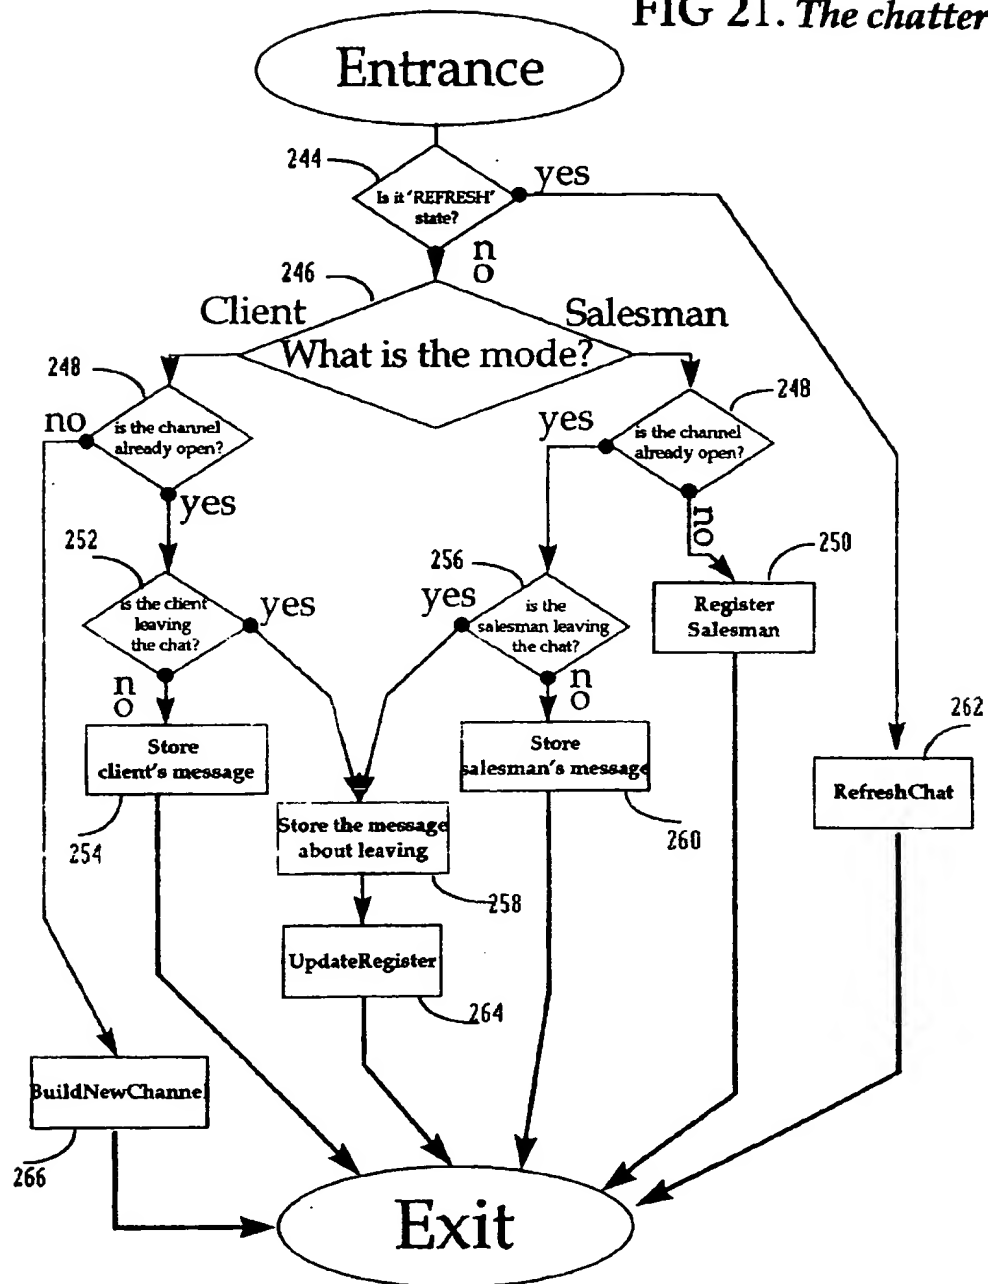 FIG 21. The chatter
Entrance
244
Is it 'REFRESH'
state?
yes
n
o
246
Client
Salesman
What is the mode?
248
no
is the channel
already open?
yes
248
yes
is the channel
already open?
no
252
is the client
leaving
the chat?
yes
n
o
256
yes
is the
salesman leaving
the chat?
n
o
250
Register
Salesman
Store
client's message
254
Store
salesman's message
260
262
RefreshChat
Store the message
about leaving
258
UpdateRegister
264
BuildNewChannel
266
Exit